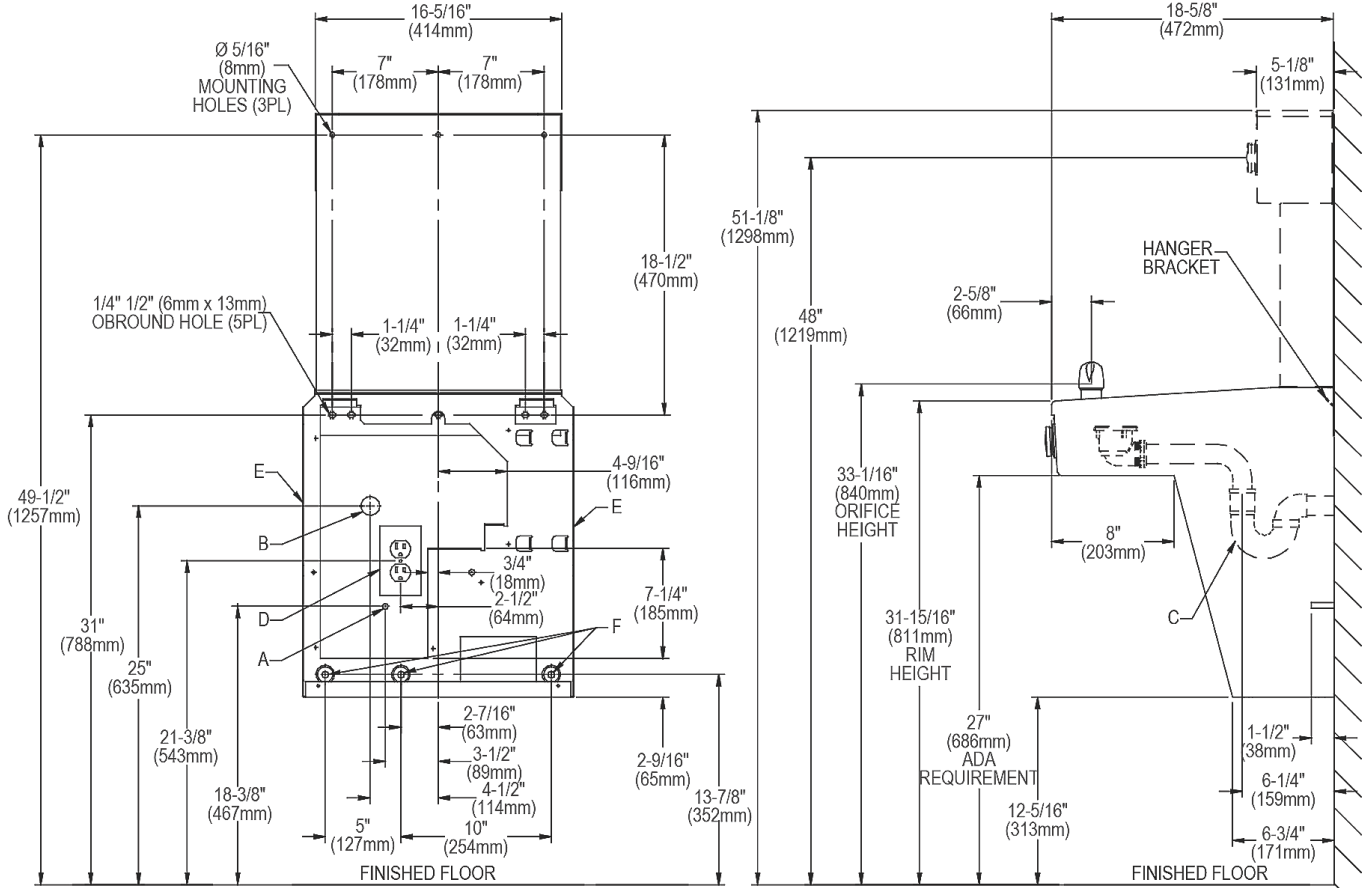 16-5/16"
(414mm)
Ø 5/16"
(8mm)
MOUNTING
HOLES (3PL)
7"
(178mm)
7"
(178mm)
18-1/2"
(470mm)
1/4" 1/2" (6mm x 13mm)
OBROUND HOLE (5PL)
1-1/4"
(32mm)
1-1/4"
(32mm)
4-9/16"
(116mm)
E
E
B
D
A
F
49-1/2"
(1257mm)
31"
(788mm)
25"
(635mm)
21-3/8"
(543mm)
18-3/8"
(467mm)
3/4"
(18mm)
2-1/2"
(64mm)
7-1/4"
(185mm)
2-7/16"
(63mm)
3-1/2"
(89mm)
4-1/2"
(114mm)
2-9/16"
(65mm)
13-7/8"
(352mm)
5"
(127mm)
10"
(254mm)
FINISHED FLOOR
18-5/8"
(472mm)
5-1/8"
(131mm)
51-1/8"
(1298mm)
48"
(1219mm)
HANGER
BRACKET
2-5/8"
(66mm)
33-1/16"
(840mm)
ORIFICE
HEIGHT
8"
(203mm)
C
31-15/16"
(811mm)
RIM
HEIGHT
27"
(686mm)
ADA
REQUIREMENT
12-5/16"
(313mm)
1-1/2"
(38mm)
6-1/4"
(159mm)
6-3/4"
(171mm)
FINISHED FLOOR